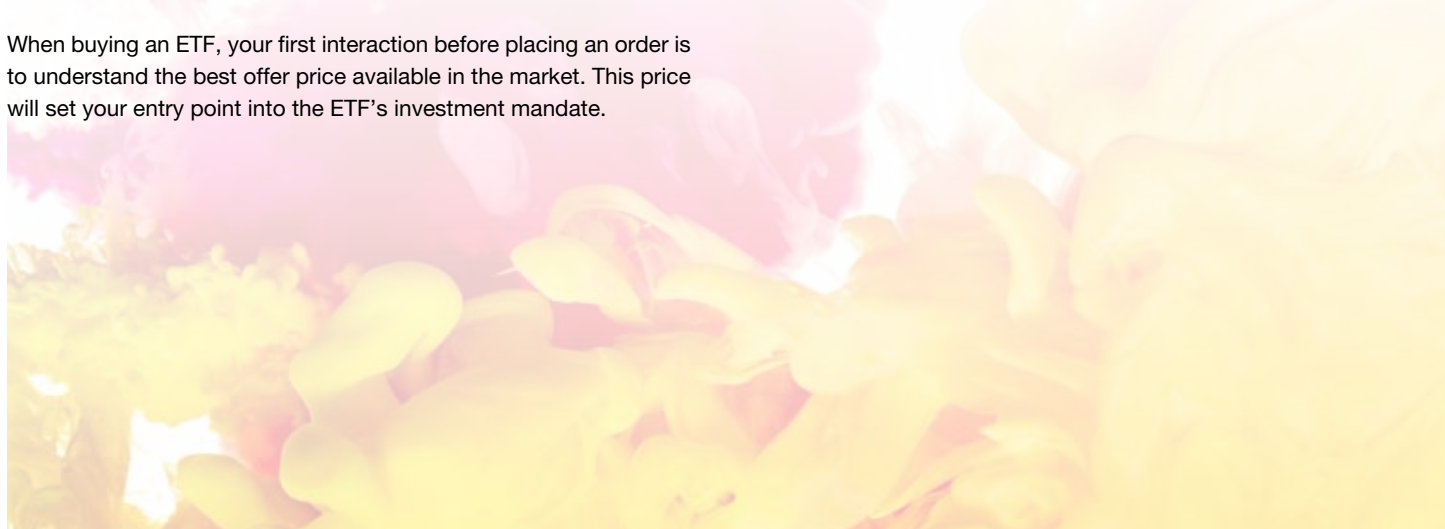 When buying an ETF, your first interaction before placing an order is
to understand the best offer price available in the market. This price
will set your entry point into the ETF’s investment mandate.